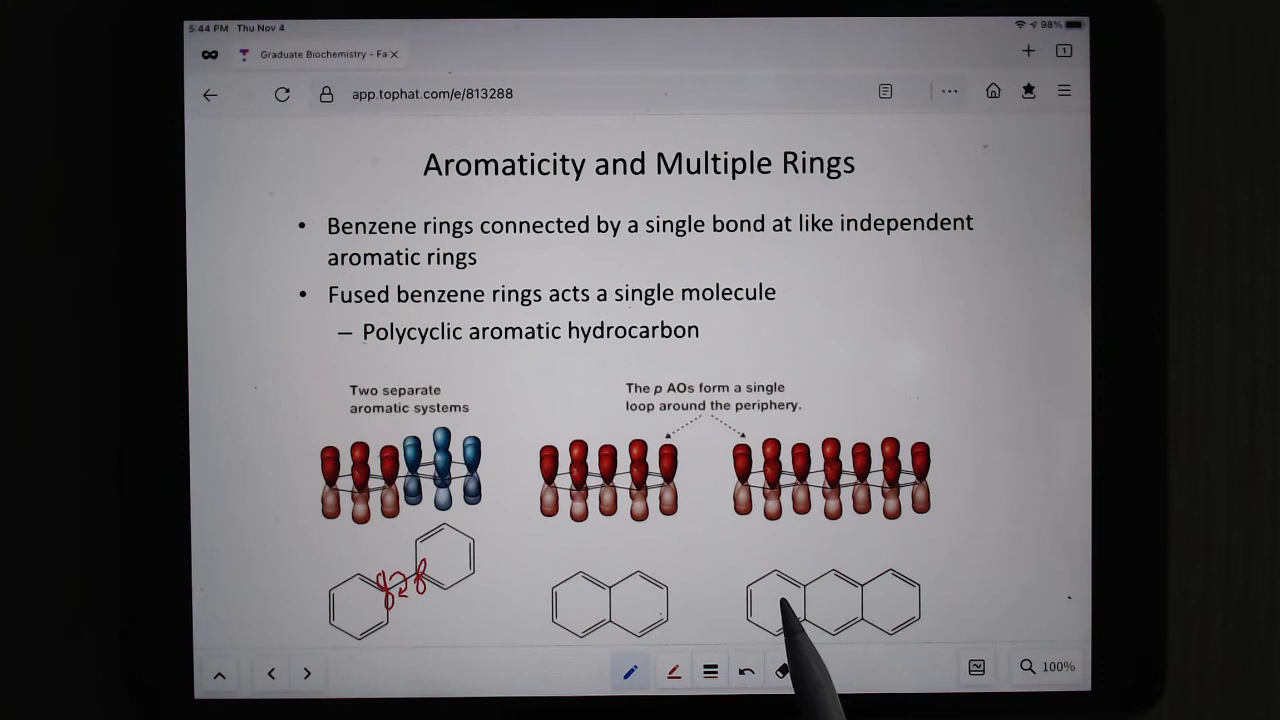 5:44 PM Thu Nov 4
98%
Graduate Biochemistry - Fa
1
app.tophat.com/e/813288
Aromaticity and Multiple Rings
• Benzene rings connected by a single bond at like independent
aromatic rings
• Fused benzene rings acts a single molecule
– Polycyclic aromatic hydrocarbon
Two separate
aromatic systems
The p AOs form a single
loop around the periphery.
100%